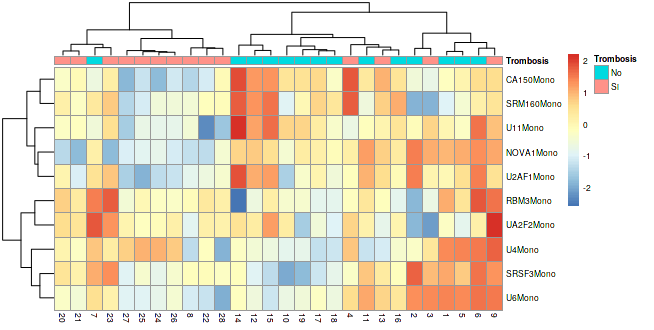 Trombosis
Trombosis
No
SI
CA150Mono
SRM160Mono
U11Mono
NOVA1Mono
U2AF1Mono
RBM3Mono
UA2F2Mono
U4Mono
SRSF3Mono
U6Mono
2
1
0
-1
-2
20 21 7 23 27 25 24 26 8 22 28 14 12 15 10 19 17 18 4 11 13 16 2 3 1 5 6 9